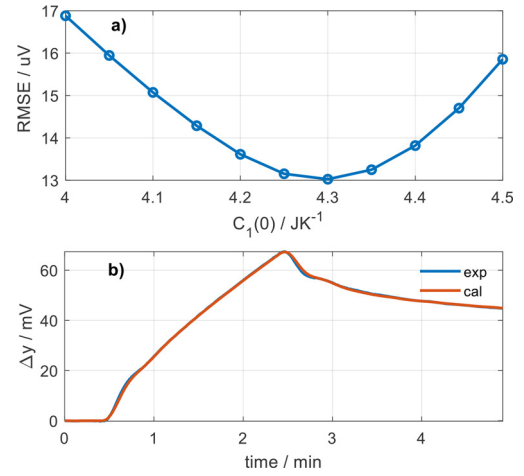 17
16
15
14
13
RMSE / uV
a)
4
4.1
4.2
4.3
4.4
4.5
C₁(0) / JK⁻¹
60
40
20
0
Δy / mV
b)
exp
cal
0
1
2
3
4
time / min